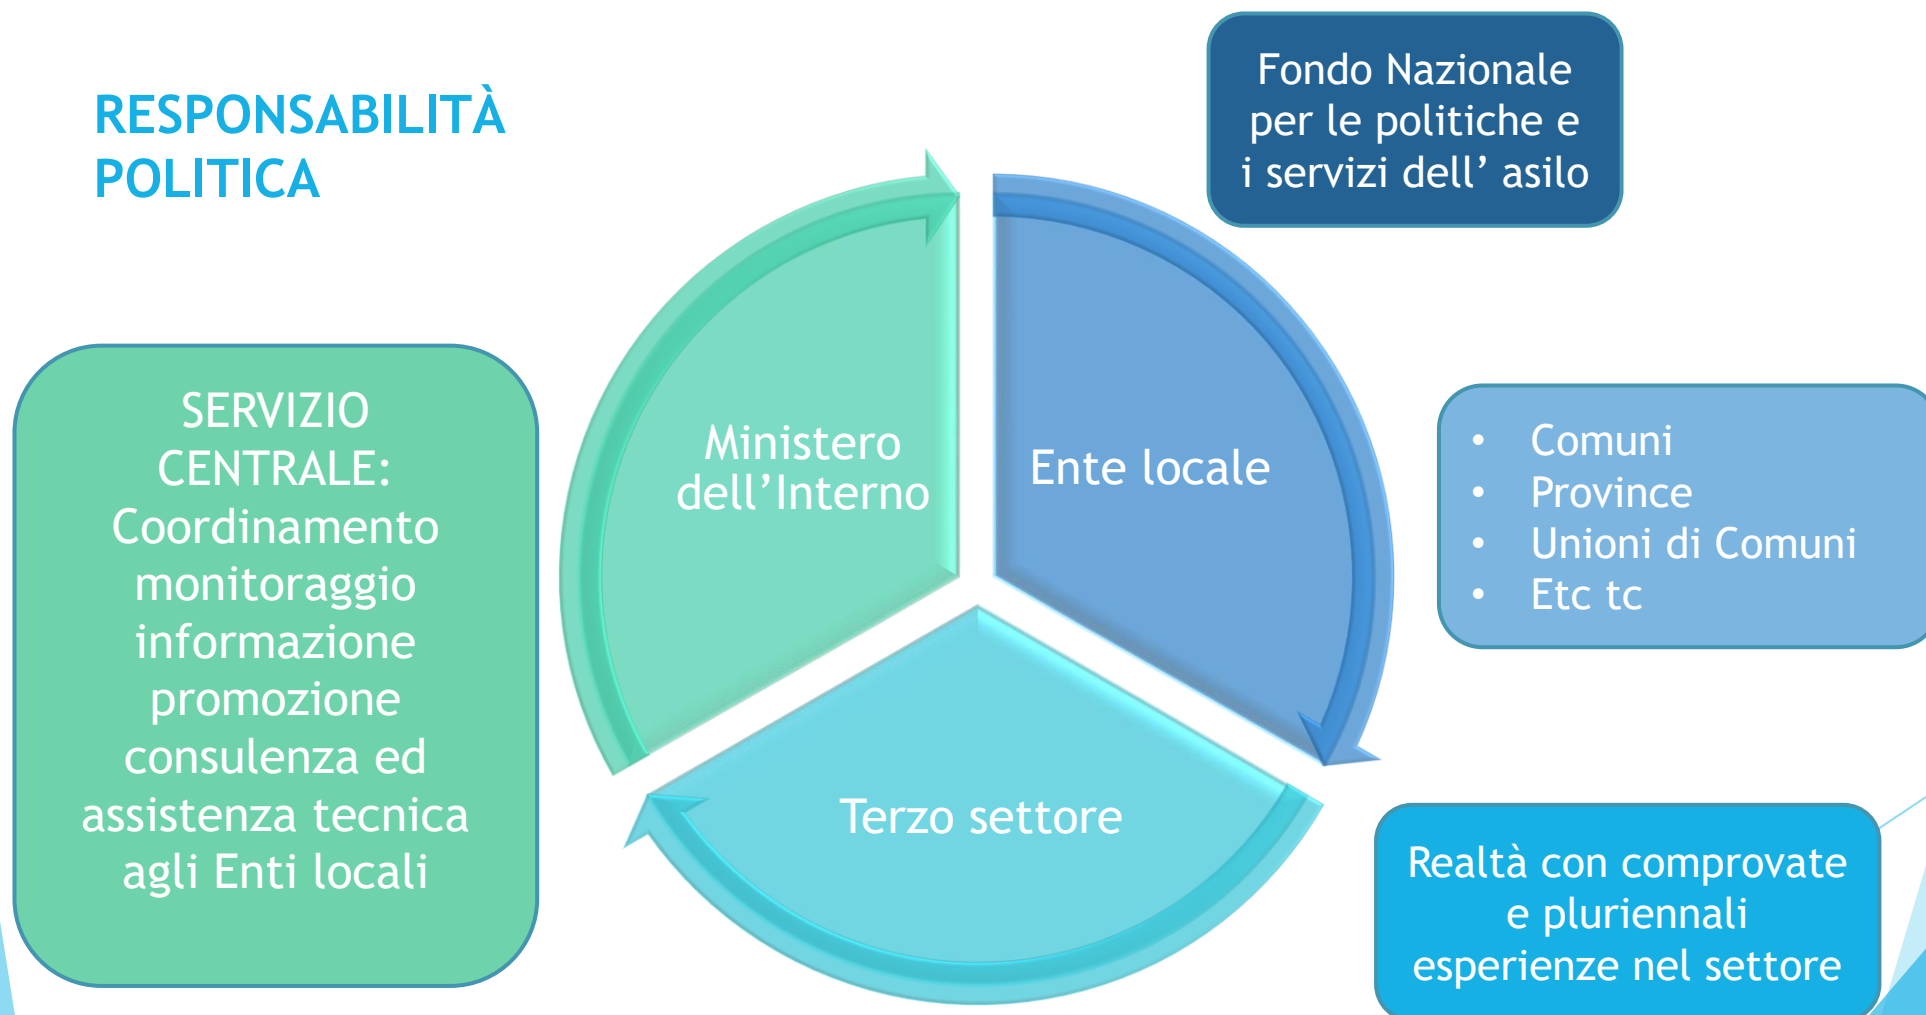 RESPONSABILITÀ
POLITICA
Fondo Nazionale
per le politiche e
i servizi dell’ asilo
SERVIZIO
CENTRALE:
Coordinamento
monitoraggio
informazione
promozione
consulenza ed
assistenza tecnica
agli Enti locali
Ministero
dell’Interno
Ente locale
• Comuni
• Province
• Unioni di Comuni
• Etc tc
Terzo settore
Realtà con comprovate
e pluriennali
esperienze nel settore